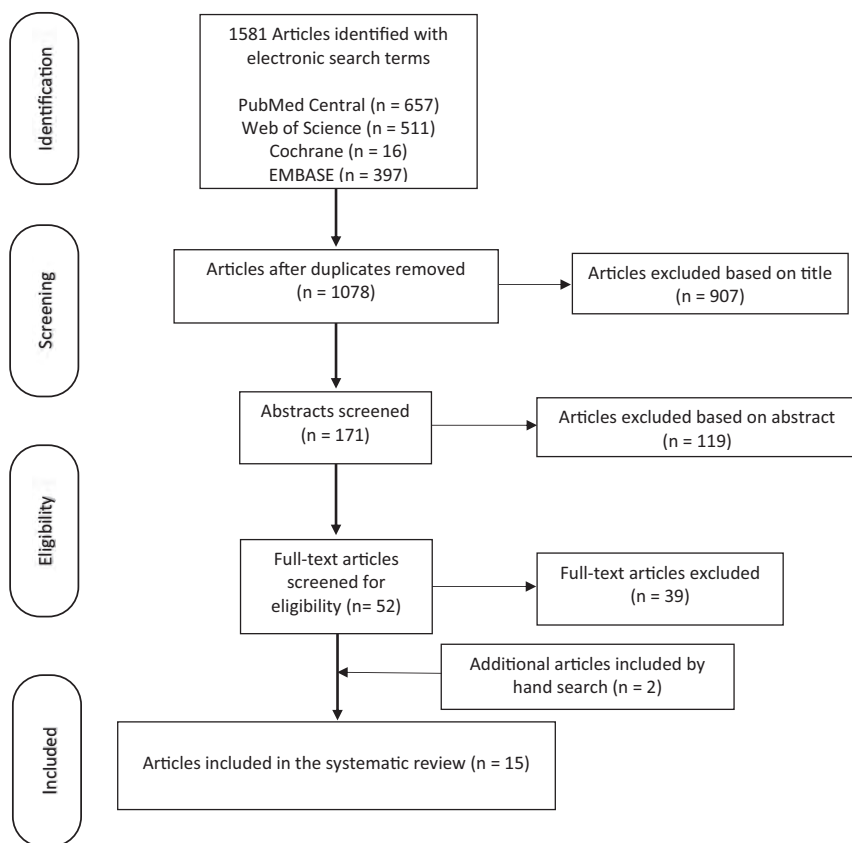 Identification
1581 Articles identified with
electronic search terms
PubMed Central (n = 657)
Web of Science (n = 511)
Cochrane (n = 16)
EMBASE (n = 397)
Screening
Articles after duplicates removed
(n = 1078)
Articles excluded based on title
(n = 907)
Abstracts screened
(n = 171)
Articles excluded based on abstract
(n = 119)
Eligibility
Full-text articles
screened for
eligibility (n= 52)
Full-text articles excluded
(n = 39)
Additional articles included by
hand search (n = 2)
Included
Articles included in the systematic review (n = 15)